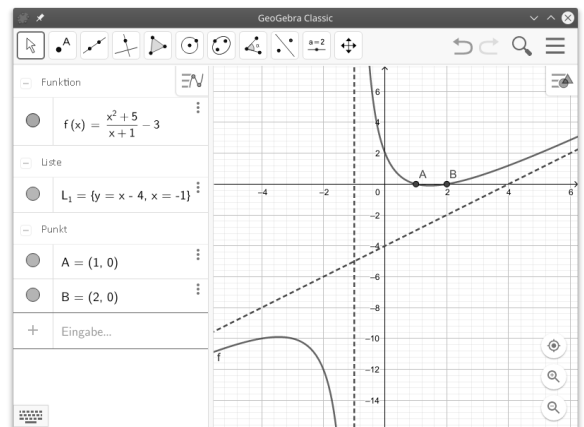 GeoGebra Classic
A
a=2
Funktion
f(x) = x² + 5 / x + 1 − 3
Liste
L₁ = {y = x - 4, x = -1}
Punkt
A = (1, 0)
B = (2, 0)
Eingabe...
6
4
2
A
B
−4
−2
0
2
4
6
−2
−4
−6
−8
−10
−12
−14
f